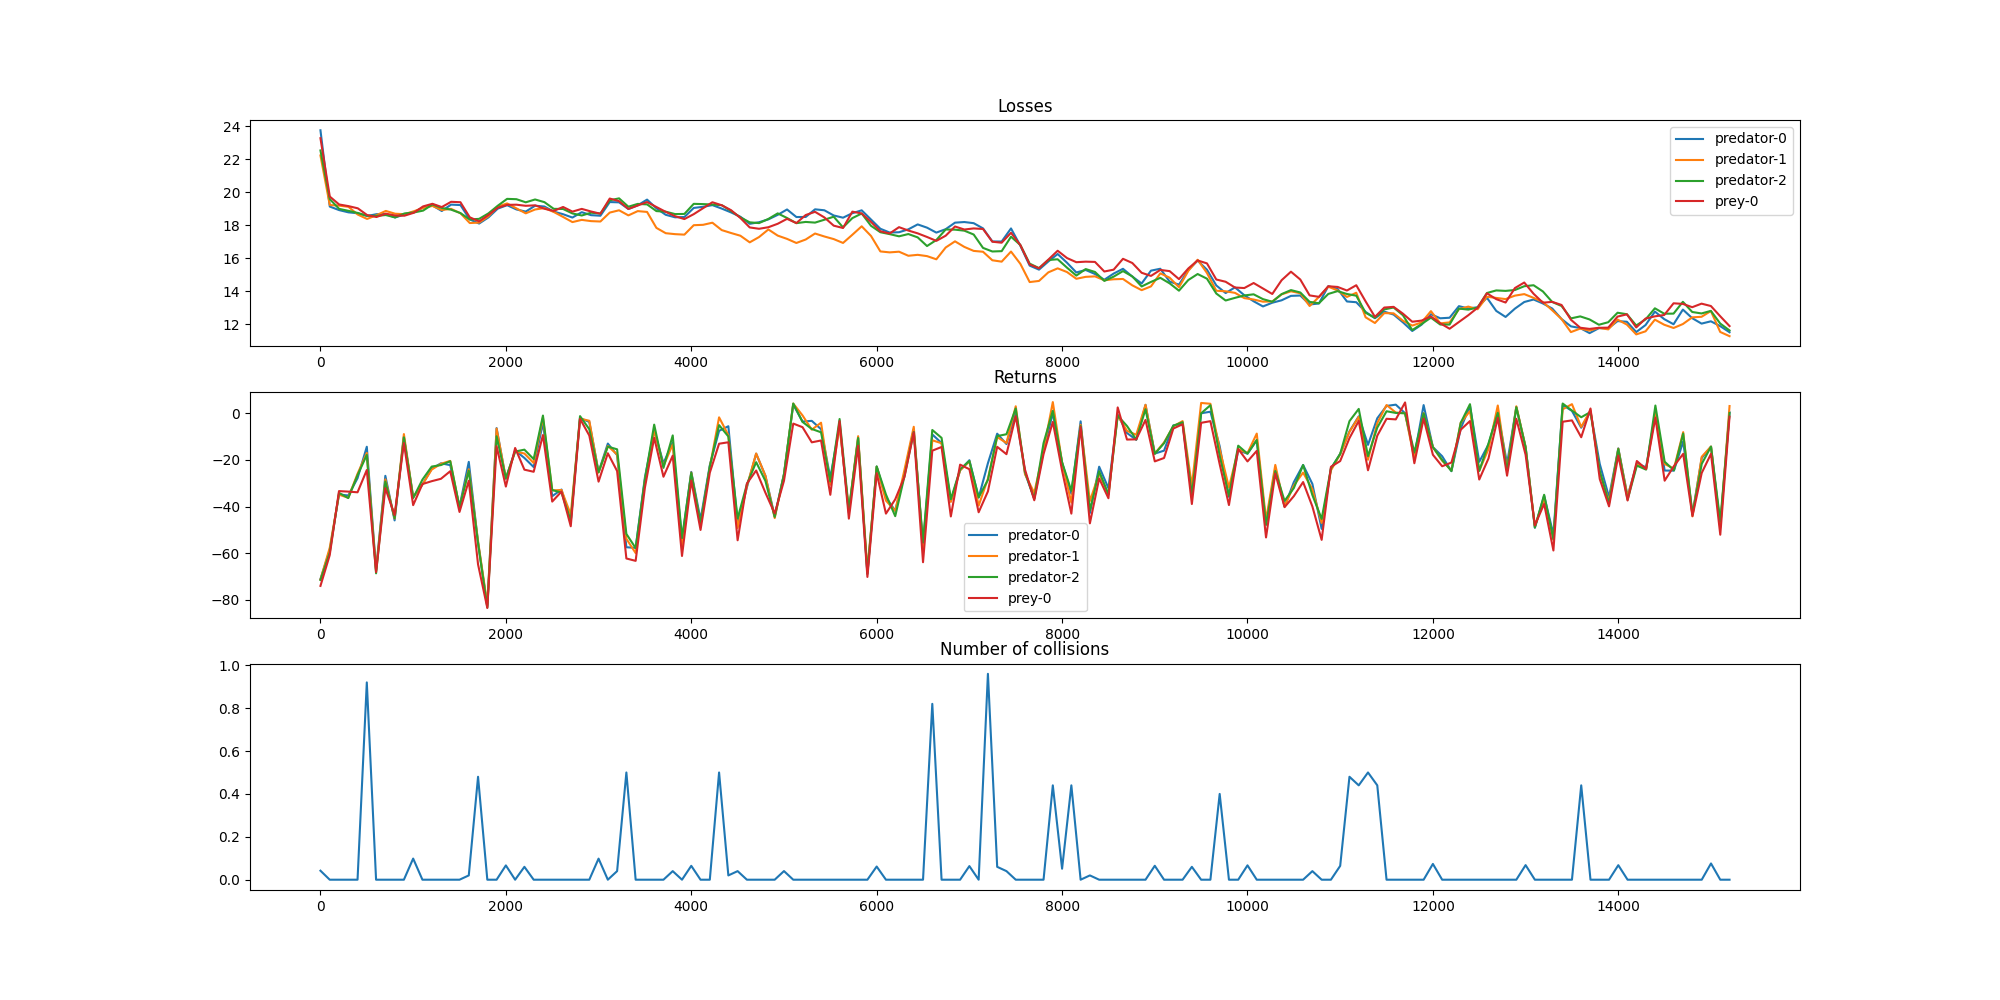 Losses
24
22
20
18
16
14
12
predator-0
predator-1
predator-2
prey-0
0 2000 4000 6000 8000 10000 12000 14000
Returns
0
−20
−40
−60
−80
predator-0
predator-1
predator-2
prey-0
0 2000 4000 6000 8000 10000 12000 14000
Number of collisions
1.0
0.8
0.6
0.4
0.2
0.0
0 2000 4000 6000 8000 10000 12000 14000